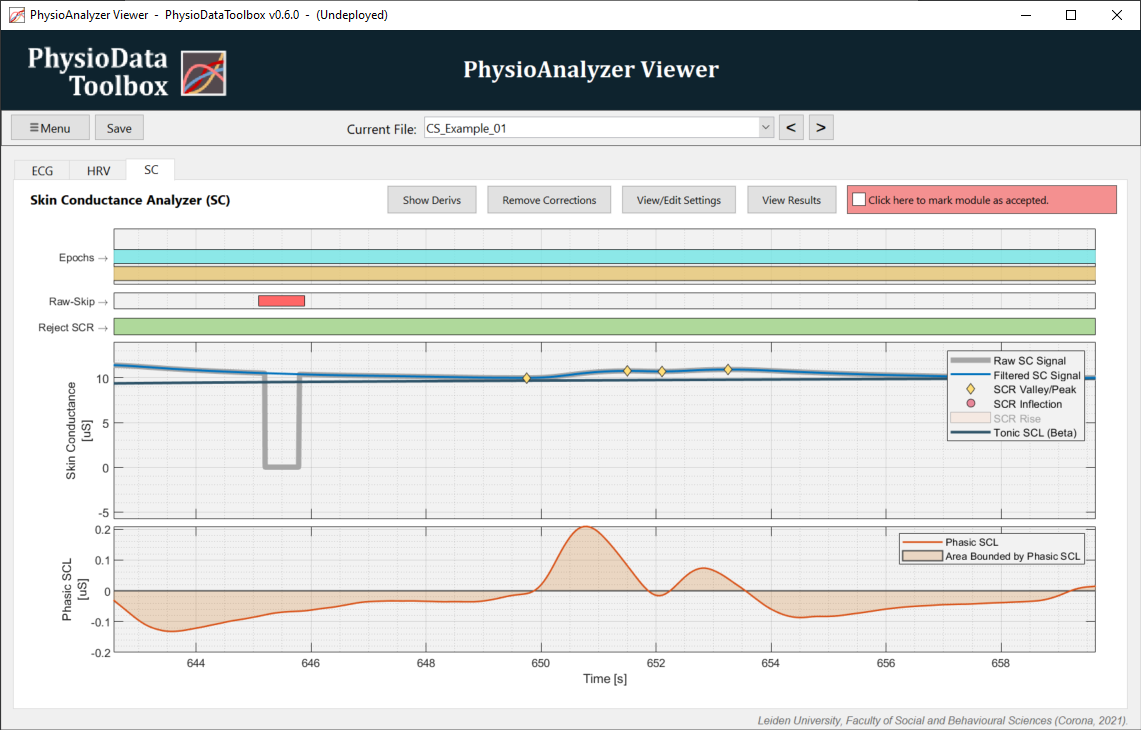 PhysioAnalyzer Viewer - PhysioDataToolbox v0.6.0 - (Undeployed)
PhysioData
Toolbox
PhysioAnalyzer Viewer
≡Menu
Save
Current File:
CS_Example_01
<
>
ECG
HRV
SC
Skin Conductance Analyzer (SC)
Show Derivs
Remove Corrections
View/Edit Settings
View Results
Click here to mark module as accepted.
Epochs →
Raw-Skip →
Reject SCR →
Skin Conductance
[uS]
10
5
0
-5
Raw SC Signal
Filtered SC Signal
SCR Valley/Peak
SCR Inflection
SCR Rise
Tonic SCL (Beta)
Phasic SCL
[uS]
0.2
0.1
0
-0.1
-0.2
Phasic SCL
Area Bounded by Phasic SCL
644
646
648
650
652
654
656
658
Time [s]
Leiden University, Faculty of Social and Behavioural Sciences (Corona, 2021).